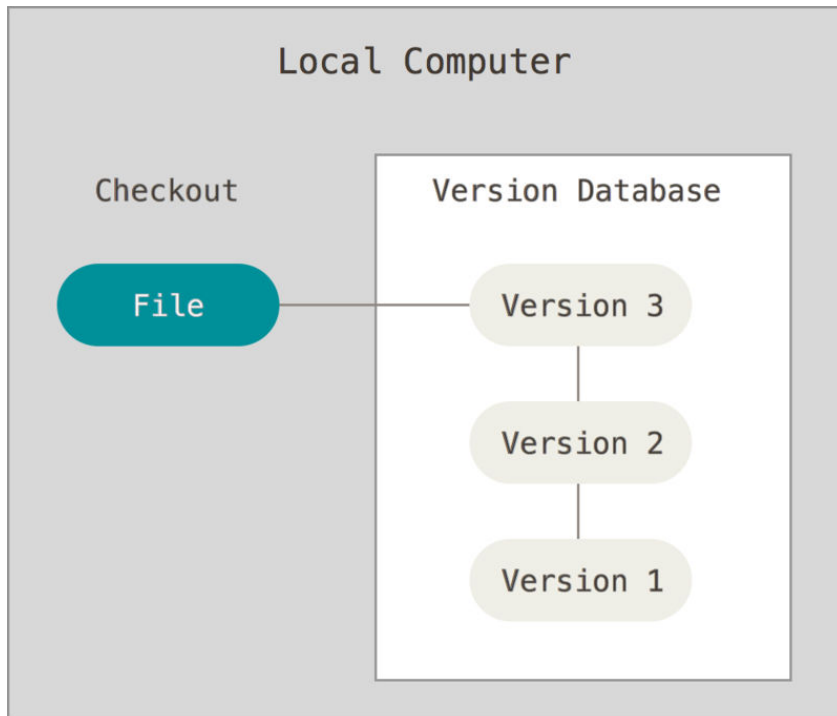 Local Computer
Checkout
Version Database
File
Version 3
Version 2
Version 1